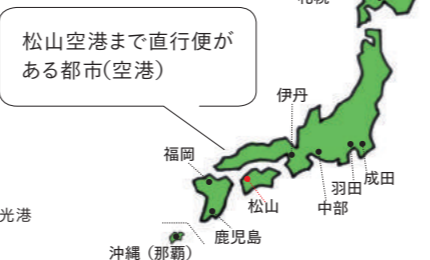 松山空港まで直行便が
ある都市(空港)
伊丹
福岡
成田
羽田
松山
中部
光港
鹿児島
沖縄 (那覇)